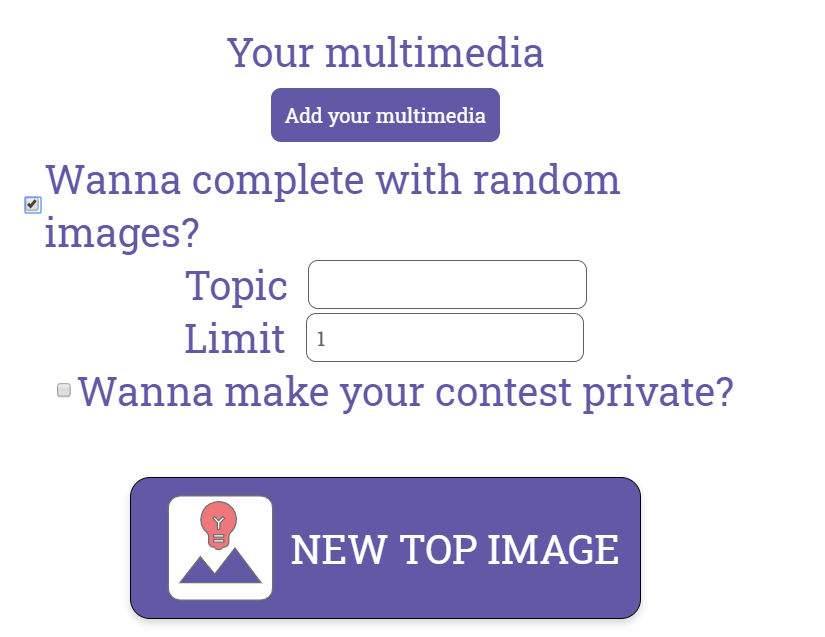 Your multimedia
Add your multimedia
Wanna complete with random
images?
Topic
Limit 1
Wanna make your contest private?
Y
NEW TOP IMAGE